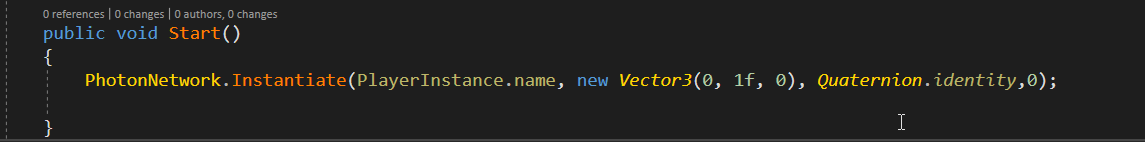 0 references | 0 changes | 0 authors, 0 changes
public void Start()
{
PhotonNetwork.Instantiate(PlayerInstance.name, new Vector3(0, 1f, 0), Quaternion.identity,0);
}